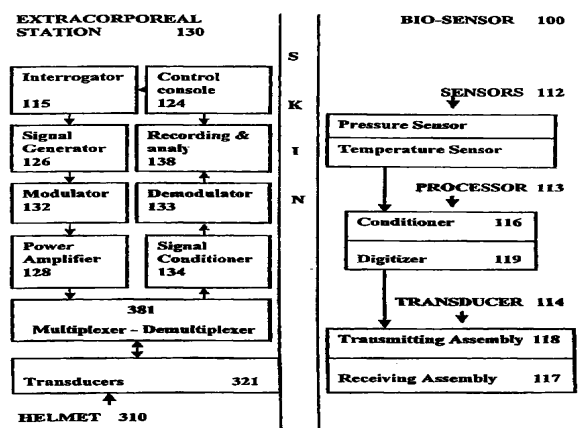 EXTRACORPOREAL
STATION 130
Interrogator
115
Control
console
124
Signal
Generator
126
Recording &
analy
138
Modulator
132
Demodulator
133
Power
Amplifier
128
Signal
Conditioner
134
381
Multiplexer - Demultiplexer
Transducers 321
HELMET 310
S
K
I
N
BIO-SENSOR 100
SENSORS 112
Pressure Sensor
Temperature Sensor
PROCESSOR 113
Conditioner 116
Digitizer 119
TRANSDUCER 114
Transmitting Assembly 118
Receiving Assembly 117